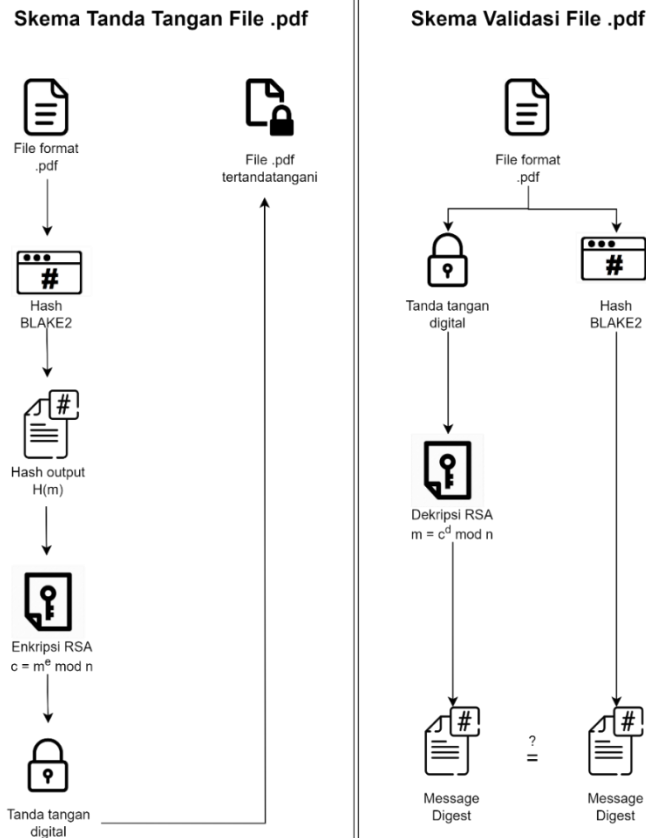 Skema Tanda Tangan File .pdf
File format
.pdf
#
Hash
BLAKE2
#
Hash output
H(m)
Enkripsi RSA
c = m^e mod n
Tanda tangan
digital
File .pdf
tertandatangani
Skema Validasi File .pdf
File format
.pdf
Tanda tangan
digital
#
Hash
BLAKE2
Dekripsi RSA
m = c^d mod n
#
Message
Digest
?
=
#
Message
Digest